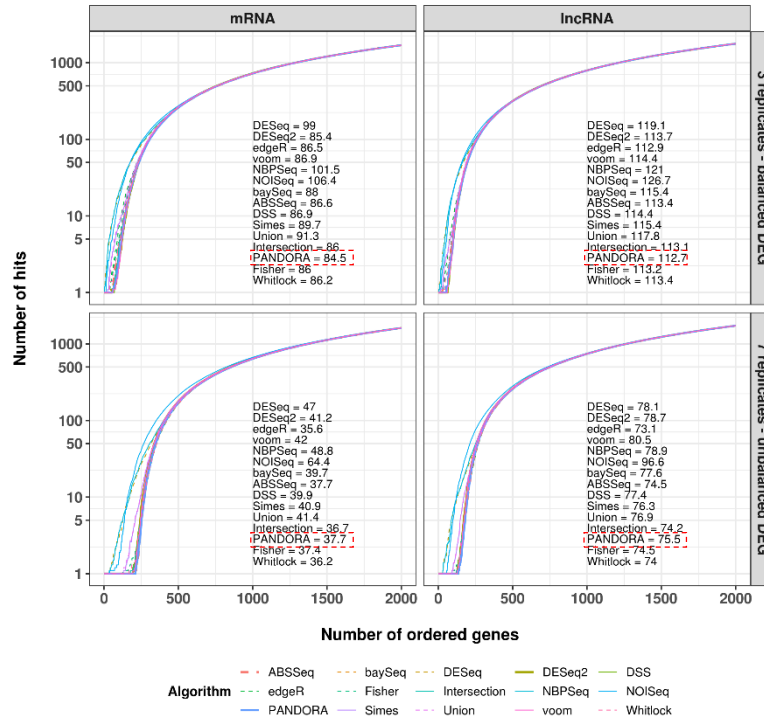 mRNA
lncRNA
Number of hits
1000
500
100
50
10
5
1
DESeq = 99
DESeq2 = 85.4
edgeR = 86.5
voom = 86.9
NBPSeq = 101.5
NOISeq = 106.4
baySeq = 88
ABSSeq = 86.6
DSS = 86.9
Simes = 89.7
Union = 91.3
Intersection = 86
PANDORA = 84.5
Fisher = 86
Whitlock = 86.2
DESeq = 119.1
DESeq2 = 113.7
edgeR = 112.9
voom = 114.4
NBPSeq = 121
NOISeq = 126.7
baySeq = 115.4
ABSSeq = 113.4
DSS = 114.4
Simes = 115.4
Union = 117.8
Intersection = 113.1
PANDORA = 112.7
Fisher = 113.2
Whitlock = 113.4
3 replicates - balanced DEG
1000
500
100
50
10
5
1
DESeq = 47
DESeq2 = 41.2
edgeR = 35.6
voom = 42
NBPSeq = 48.8
NOISeq = 64.4
baySeq = 39.7
ABSSeq = 37.7
DSS = 39.9
Simes = 40.9
Union = 41.4
Intersection = 36.7
PANDORA = 37.7
Fisher = 37.4
Whitlock = 36.2
DESeq = 78.1
DESeq2 = 78.7
edgeR = 73.1
voom = 80.5
NBPSeq = 78.9
NOISeq = 96.6
baySeq = 77.6
ABSSeq = 74.5
DSS = 77.4
Simes = 76.3
Union = 76.9
Intersection = 74.2
PANDORA = 75.5
Fisher = 74.5
Whitlock = 74
7 replicates - unbalanced DEG
0 500 1000 1500 2000
0 500 1000 1500 2000
Number of ordered genes
Algorithm
ABSSeq baySeq DESeq DESeq2 DSS
edgeR Fisher Intersection NBPSeq NOISeq
PANDORA Simes Union voom Whitlock